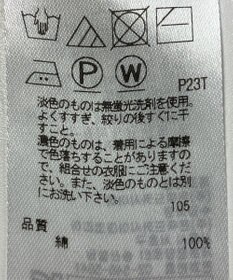 P W
P23T
淡色のものは無蛍光洗剤を使用。
よくすすぎ、絞りの後すぐに干
すこと。
濃色のものは、着用による摩擦
で色落ちすることがありますの
で、組合せの衣服にご注意くだ
さい。また、淡色のものとは別
にお洗い下さい。
105
品質
綿 100%